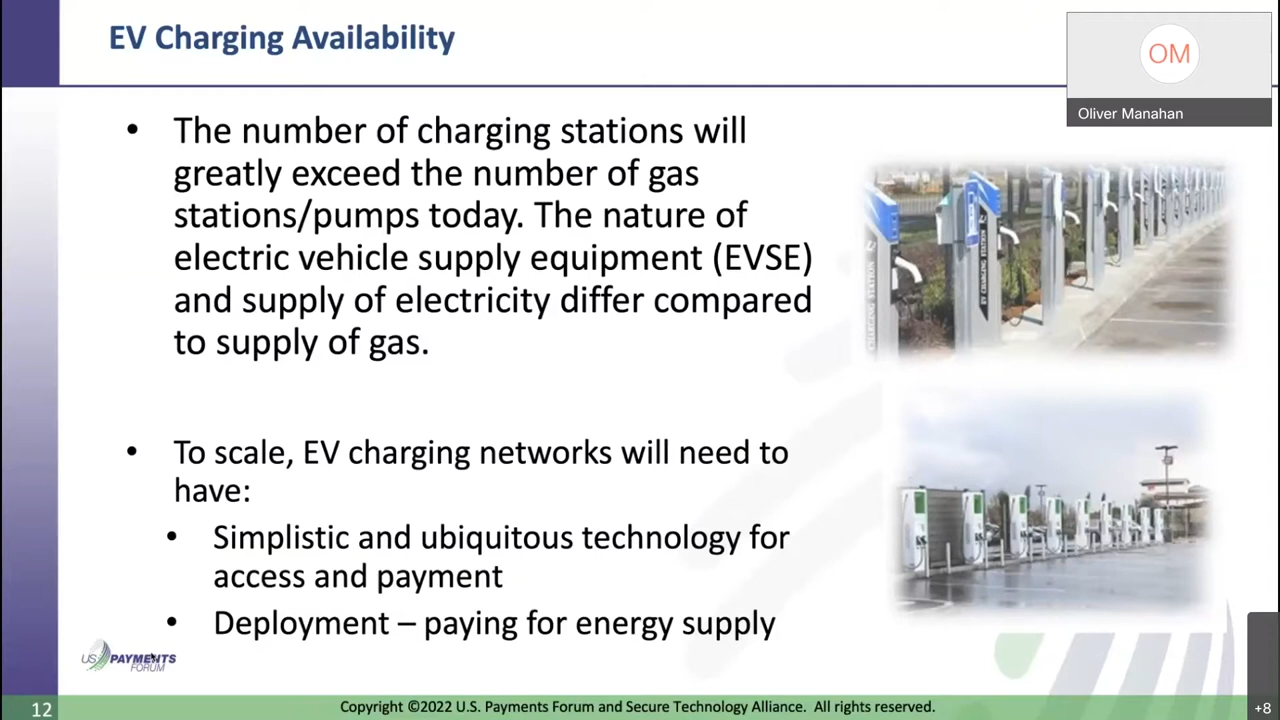 EV Charging Availability
OM
Oliver Manahan
• The number of charging stations will
greatly exceed the number of gas
stations/pumps today. The nature of
electric vehicle supply equipment (EVSE)
and supply of electricity differ compared
to supply of gas.
EV CHARGING STATION
• To scale, EV charging networks will need to
have:
• Simplistic and ubiquitous technology for
access and payment
• Deployment – paying for energy supply
US PAYMENTS
FORUM
12
Copyright ©2022 U.S. Payments Forum and Secure Technology Alliance. All rights reserved.
+8